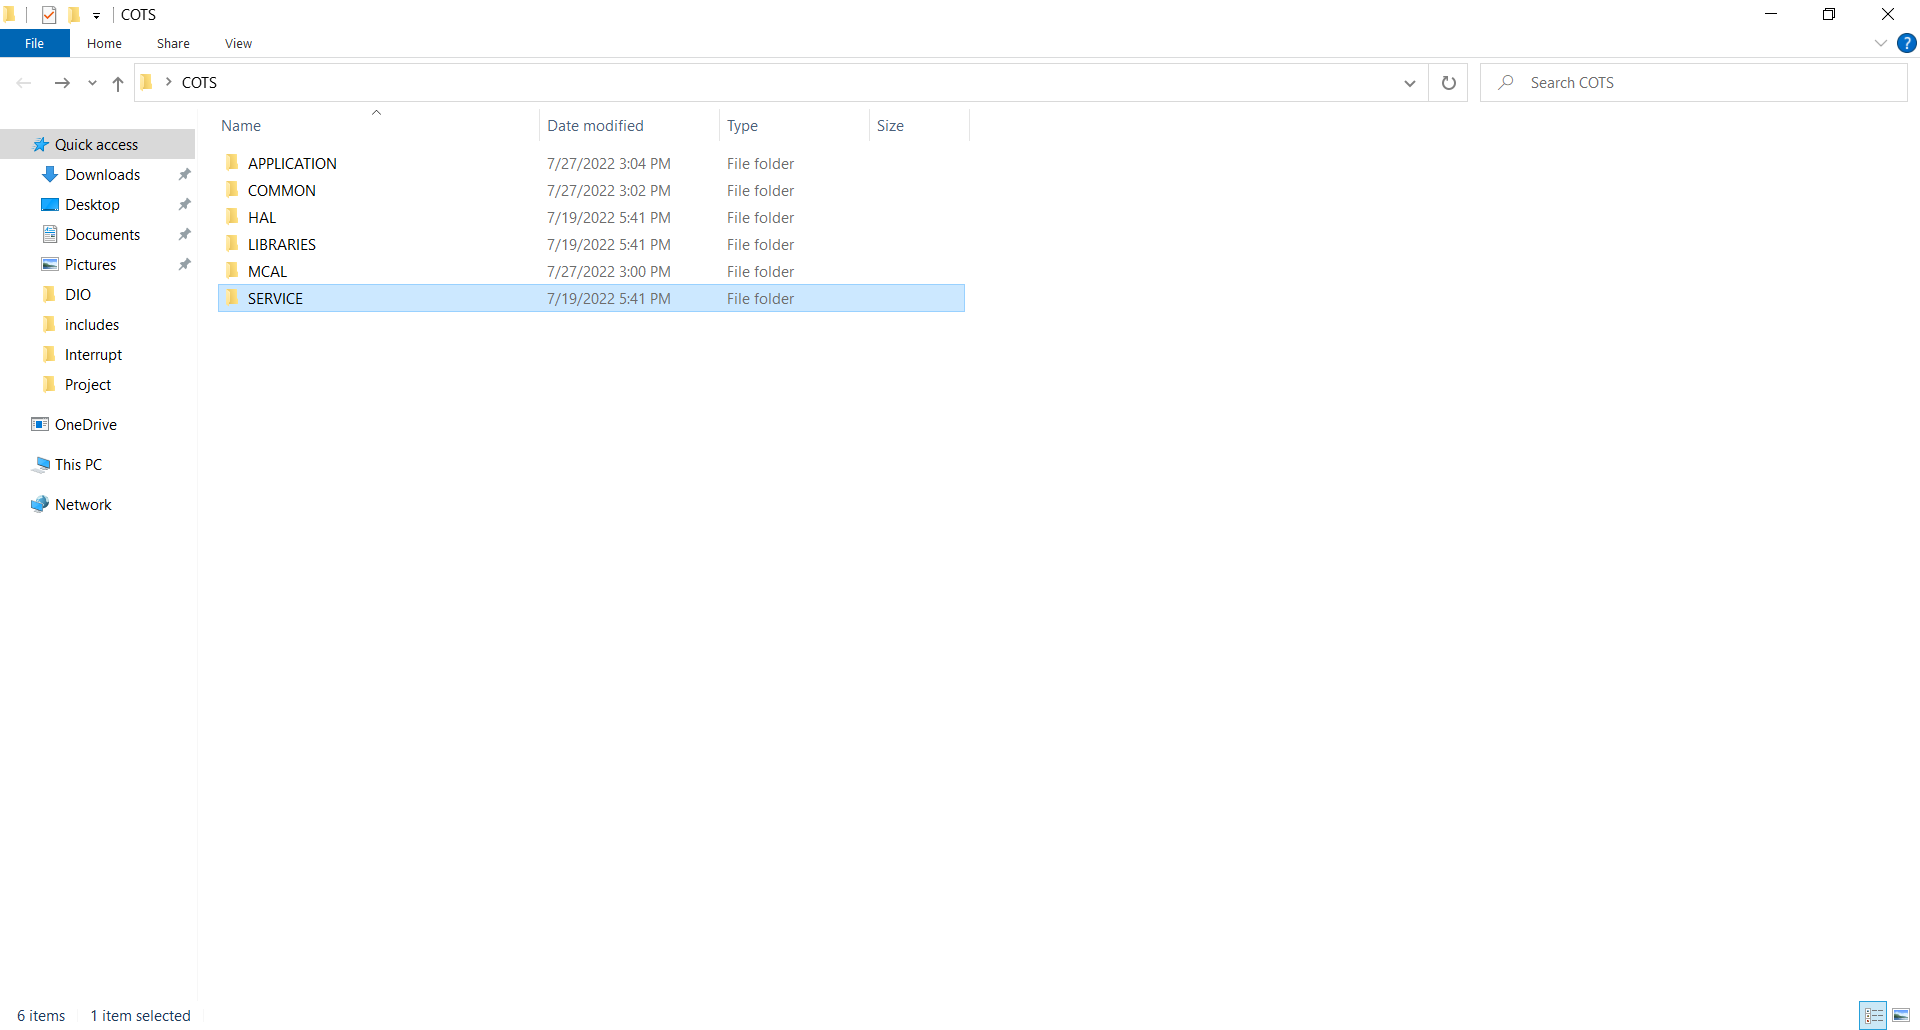 COTS
File Home Share View
?
COTS
Search COTS
Name Date modified Type Size
Quick access
Downloads
Desktop
Documents
Pictures
DIO
includes
Interrupt
Project
OneDrive
This PC
Network
APPLICATION 7/27/2022 3:04 PM File folder
COMMON 7/27/2022 3:02 PM File folder
HAL 7/19/2022 5:41 PM File folder
LIBRARIES 7/19/2022 5:41 PM File folder
MCAL 7/27/2022 3:00 PM File folder
SERVICE 7/19/2022 5:41 PM File folder
6 items 1 item selected